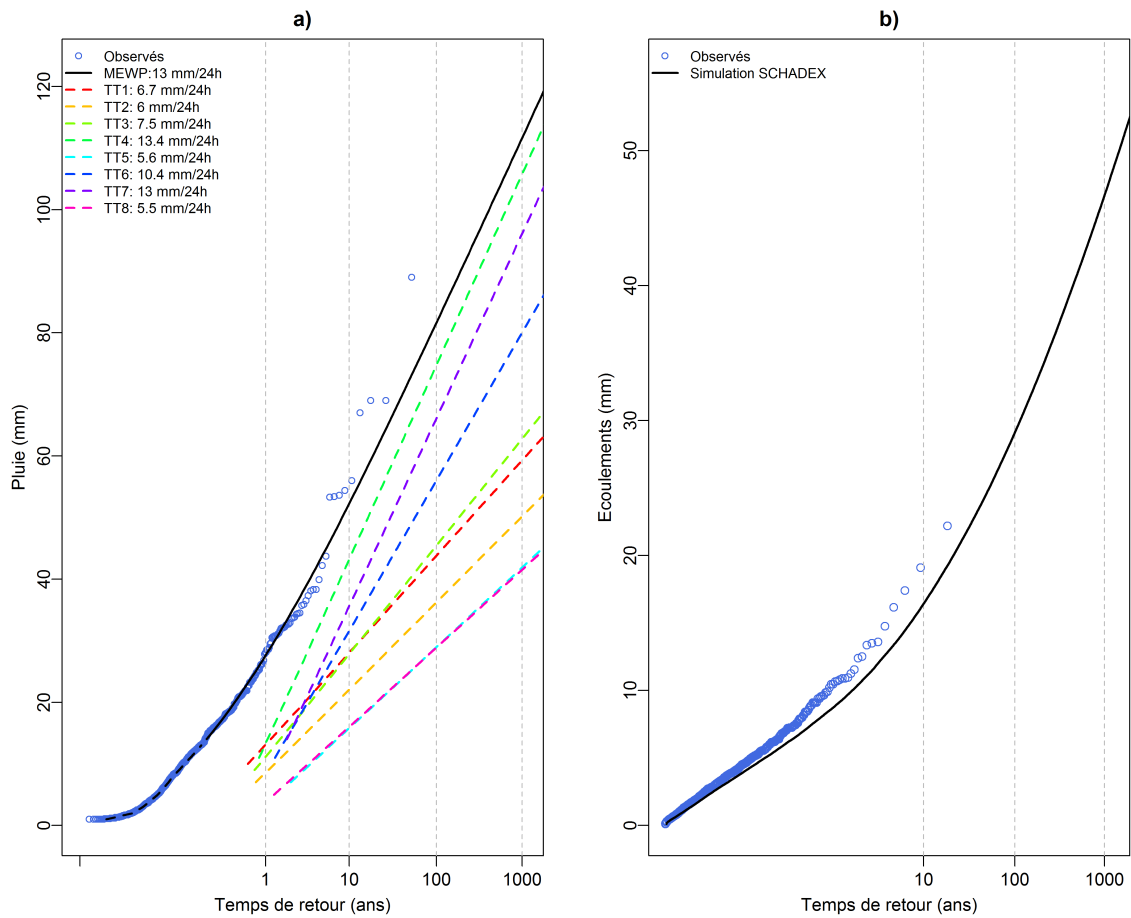 a)
Observés
MEWP:13 mm/24h
TT1: 6.7 mm/24h
TT2: 6 mm/24h
TT3: 7.5 mm/24h
TT4: 13.4 mm/24h
TT5: 5.6 mm/24h
TT6: 10.4 mm/24h
TT7: 13 mm/24h
TT8: 5.5 mm/24h
Pluie (mm)
120
100
80
60
40
20
0
1 10 100 1000
Temps de retour (ans)
b)
Observés
Simulation SCHADEX
Ecoulements (mm)
50
40
30
20
10
0
10 100 1000
Temps de retour (ans)